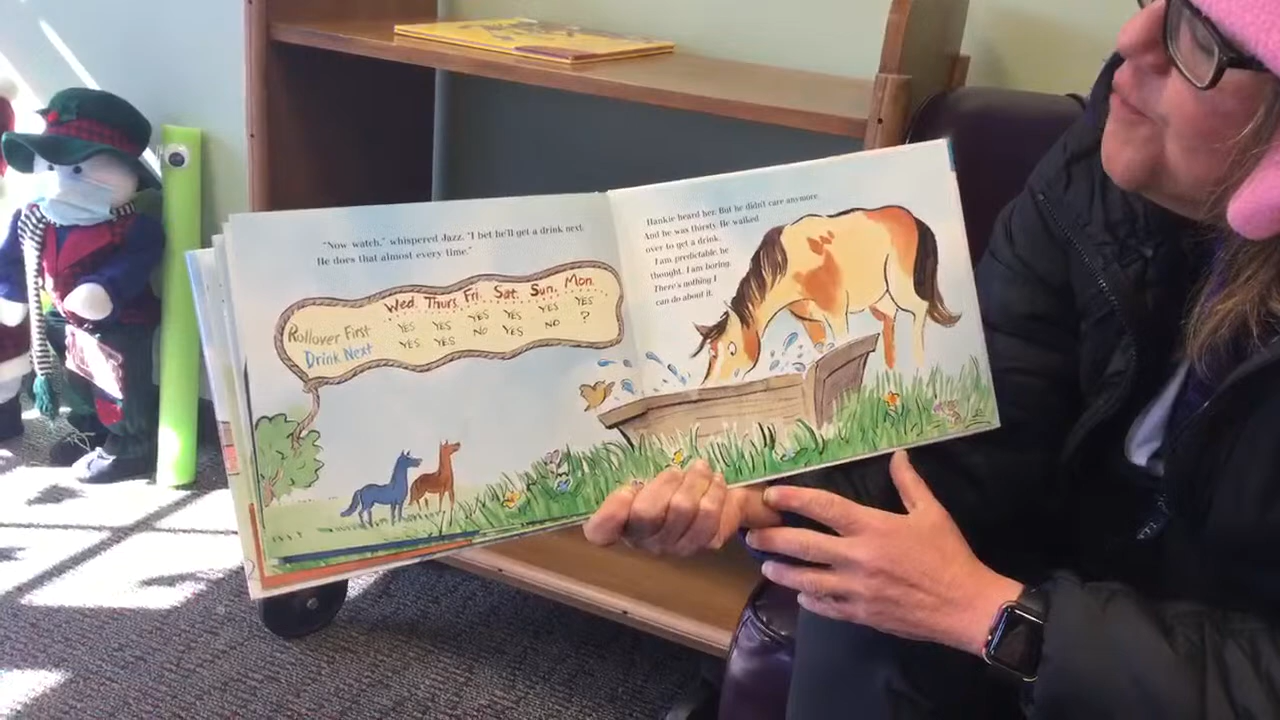 "Now watch," whispered Jazz. "I bet he'll get a drink next.
He does that almost every time."
Wed. Thurs. Fri. Sat. Sun. Mon.
Rollover First YES YES YES YES YES YES
Drink Next YES YES NO YES NO ?
Hankie heard her. But he didn't care anymore.
And he was thirsty. He walked
over to get a drink.
I am predictable, he
thought. I am boring.
There's nothing I
can do about it.